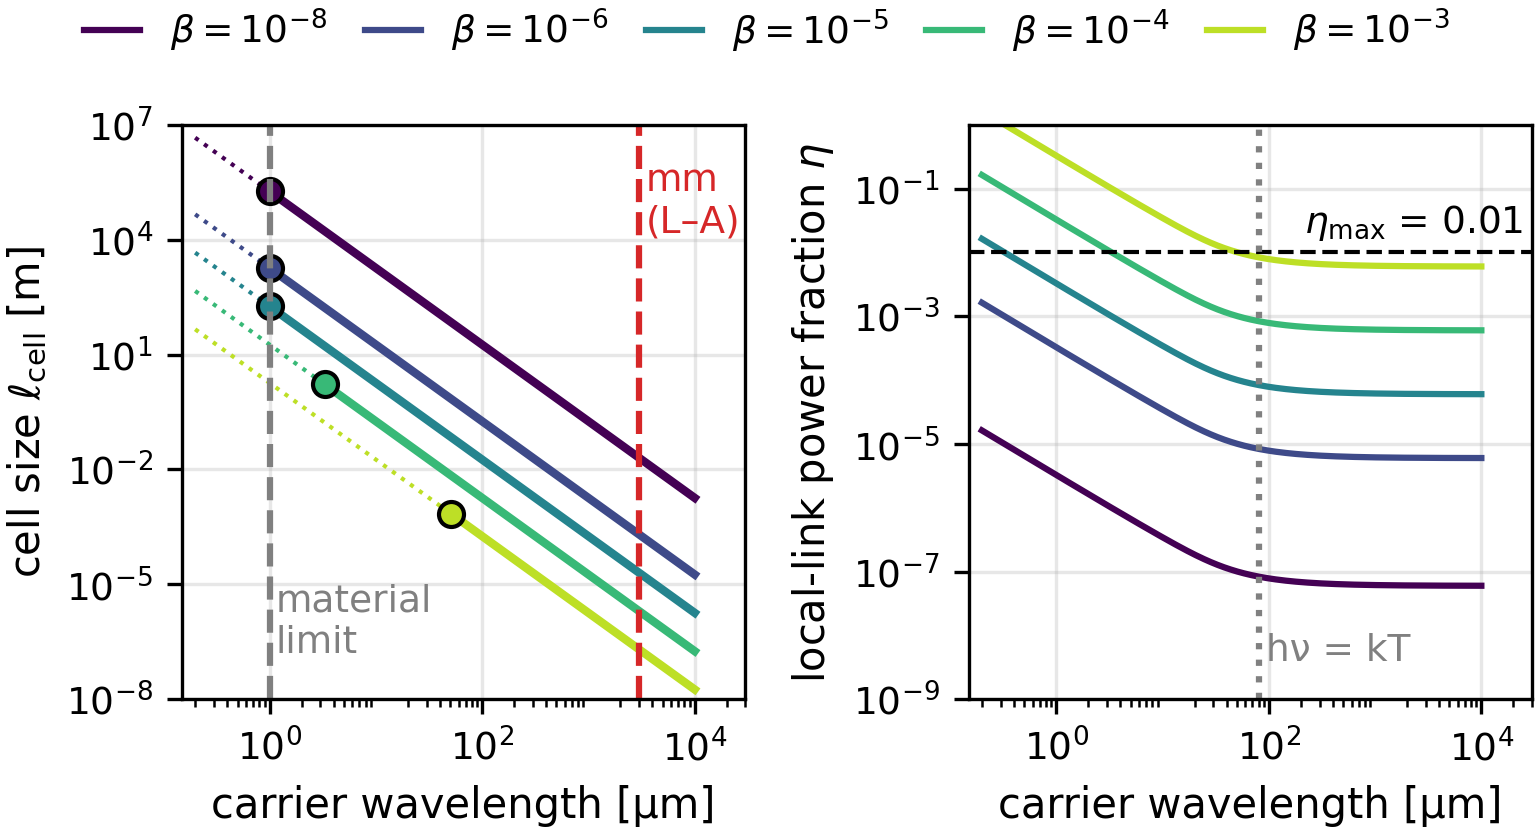 β = 10⁻⁸ β = 10⁻⁶ β = 10⁻⁵ β = 10⁻⁴ β = 10⁻³
10⁷
10⁴
10¹
10⁻²
10⁻⁵
10⁻⁸
cell size ℓ_cell [m]
mm
(L–A)
material
limit
10⁰ 10² 10⁴
carrier wavelength [µm]
10⁻¹
10⁻³
10⁻⁵
10⁻⁷
10⁻⁹
local-link power fraction η
η_max = 0.01
hν = kT
10⁰ 10² 10⁴
carrier wavelength [µm]